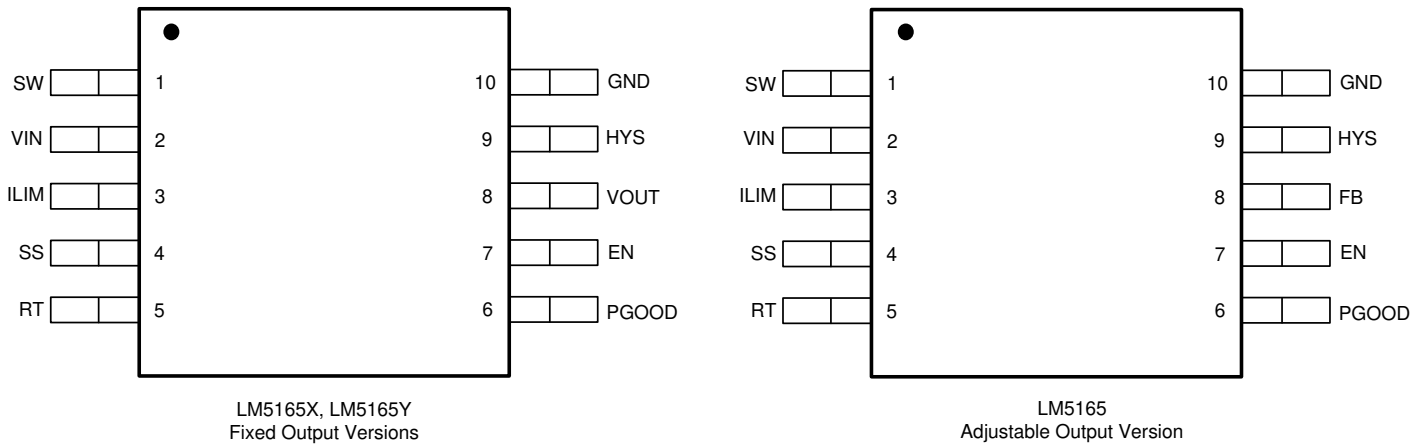 SW 1 10 GND
VIN 2 9 HYS
ILIM 3 8 VOUT
SS 4 7 EN
RT 5 6 PGOOD
LM5165X, LM5165Y
Fixed Output Versions
SW 1 10 GND
VIN 2 9 HYS
ILIM 3 8 FB
SS 4 7 EN
RT 5 6 PGOOD
LM5165
Adjustable Output Version